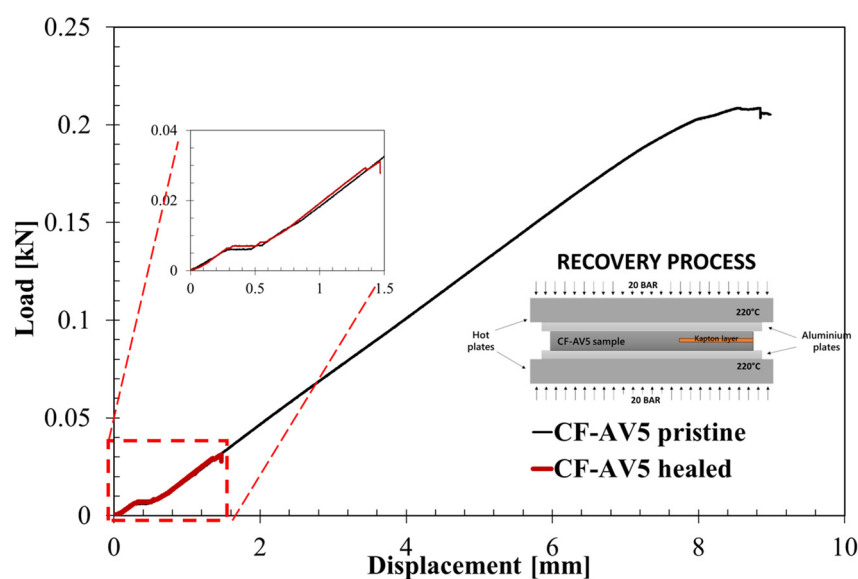 0.25
0.2
0.15
0.1
0.05
0
Load [kN]
0.04
0.02
0
0 0.5 1 1.5
RECOVERY PROCESS
20 BAR
220°C
Hot plates
CF-AV5 sample
Kapton layer
Aluminium plates
220°C
20 BAR
CF-AV5 pristine
CF-AV5 healed
0 2 4 6 8 10
Displacement [mm]